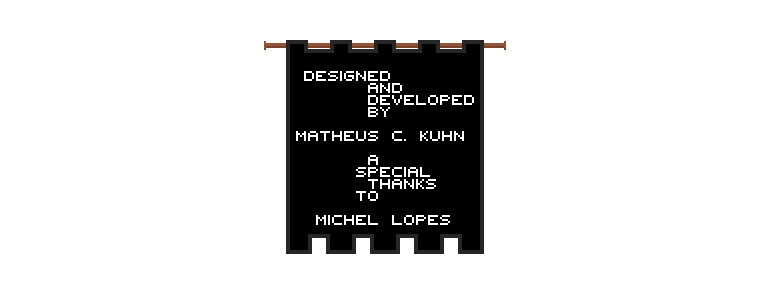 DESIGNED
AND
DEVELOPED
BY
MATHEUS C. KUHN
A
SPECIAL
THANKS
TO
MICHEL LOPES